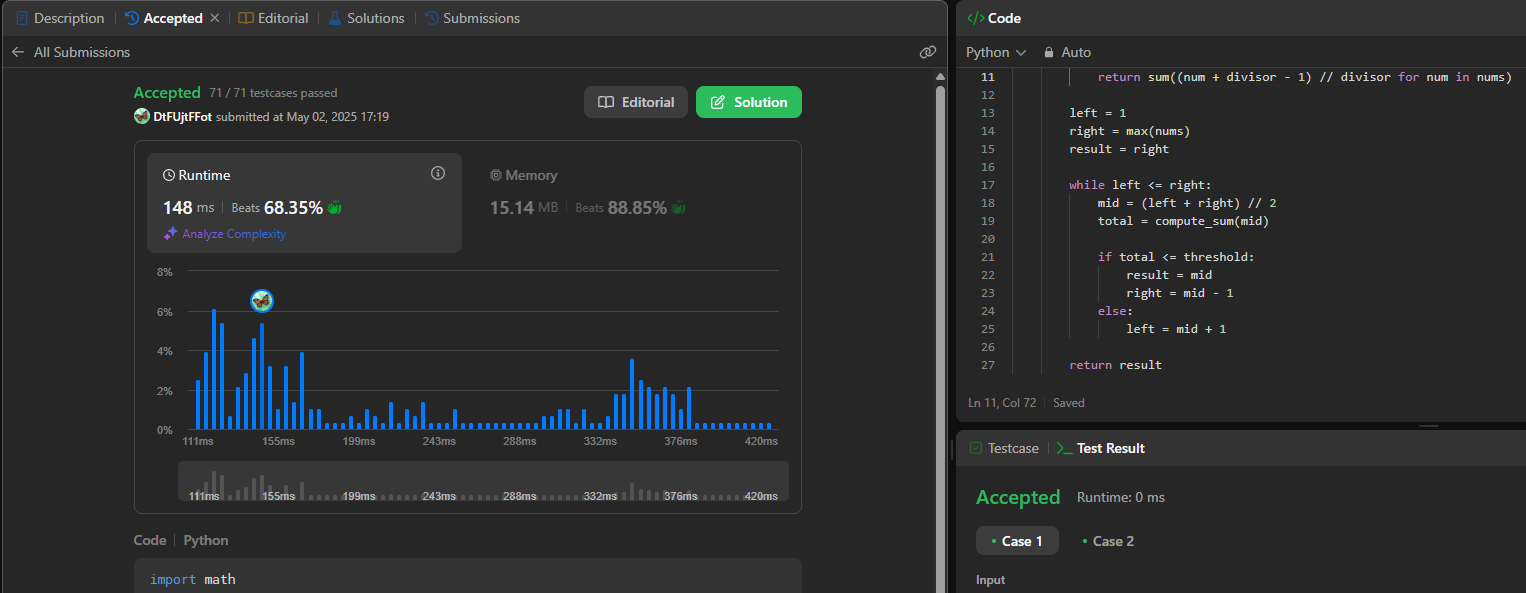 Description
Accepted
Editorial
Solutions
Submissions
All Submissions
Accepted 71 / 71 testcases passed
DtFUjtFFot submitted at May 02, 2025 17:19
Editorial
Solution
Runtime
148 ms Beats 68.35%
Analyze Complexity
Memory
15.14 MB Beats 88.85%
8%
6%
4%
2%
0%
111ms 155ms 199ms 243ms 288ms 332ms 376ms 420ms
111ms 155ms 199ms 243ms 288ms 332ms 376ms 420ms
Code Python
import math
</> Code
Python Auto
11 return sum((num + divisor - 1) // divisor for num in nums)
12
13 left = 1
14 right = max(nums)
15 result = right
16
17 while left <= right:
18 mid = (left + right) // 2
19 total = compute_sum(mid)
20
21 if total <= threshold:
22 result = mid
23 right = mid - 1
24 else:
25 left = mid + 1
26
27 return result
Ln 11, Col 72 Saved
Testcase
Test Result
Accepted Runtime: 0 ms
Case 1
Case 2
Input